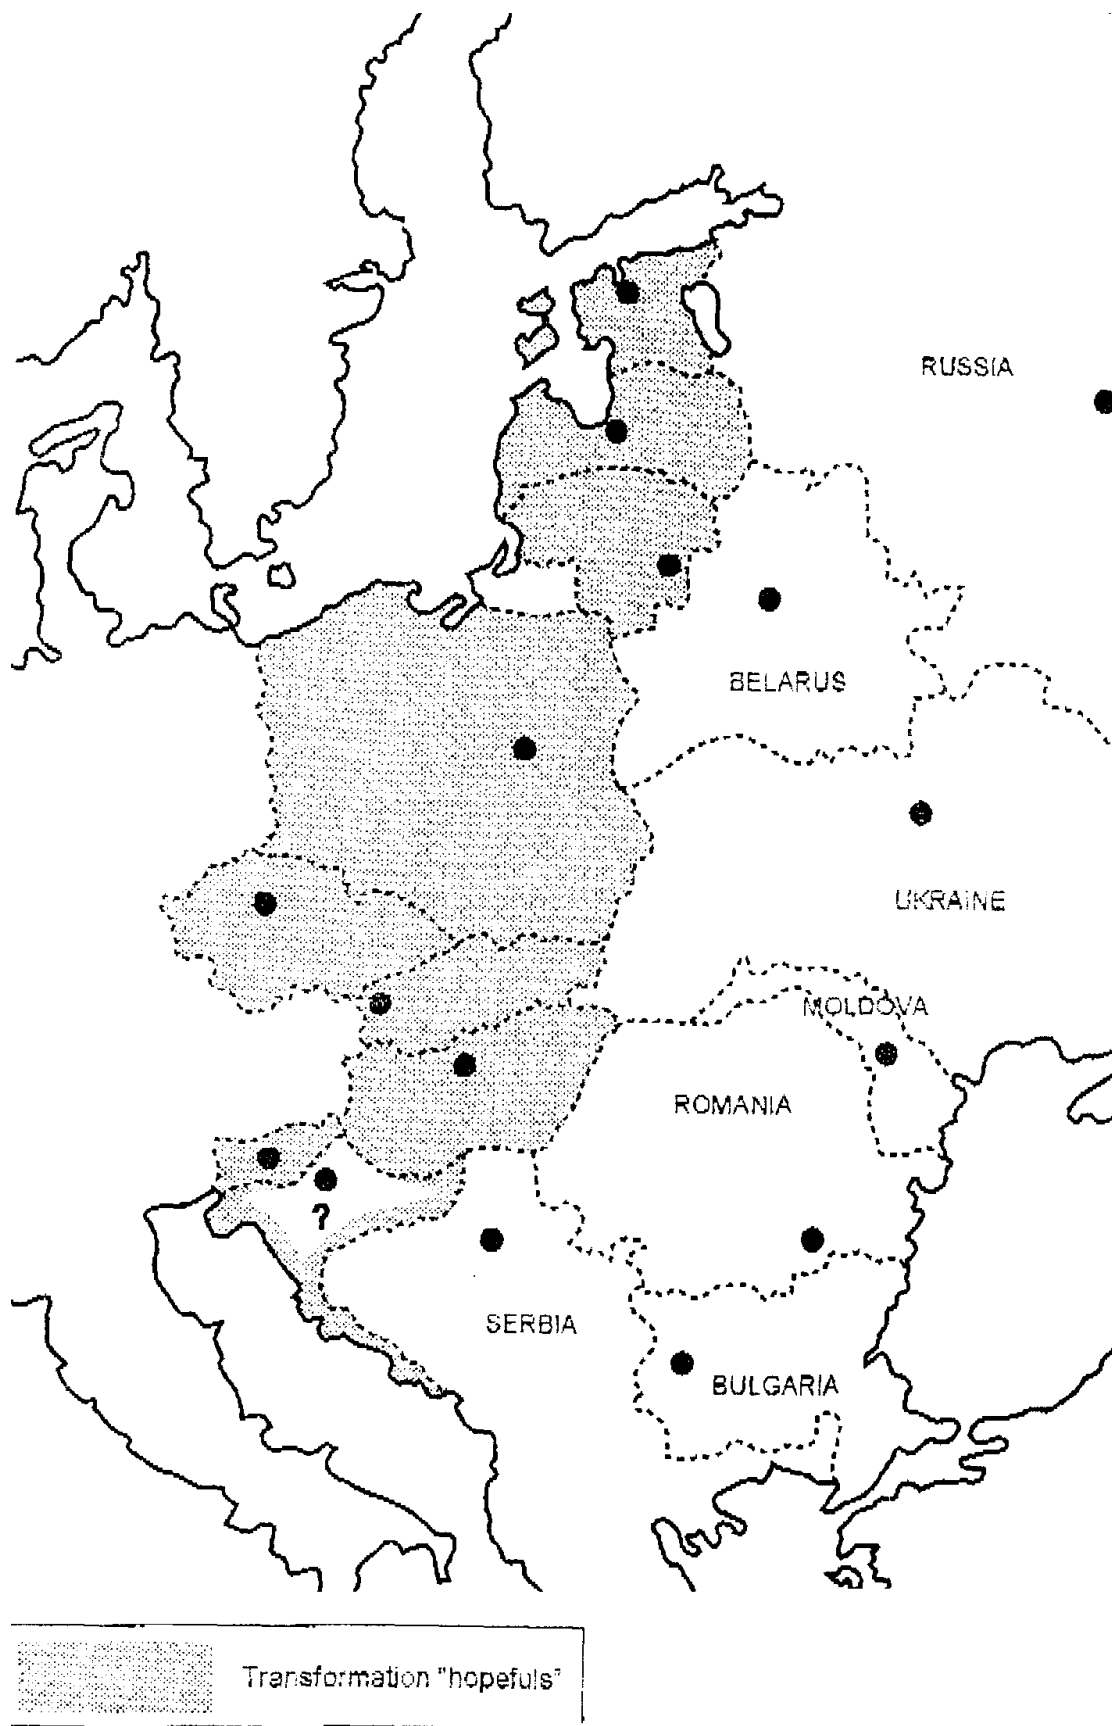 RUSSIA
BELARUS
UKRAINE
MOLDOVA
ROMANIA
?
SERBIA
BULGARIA
Transformation "hopefuls"